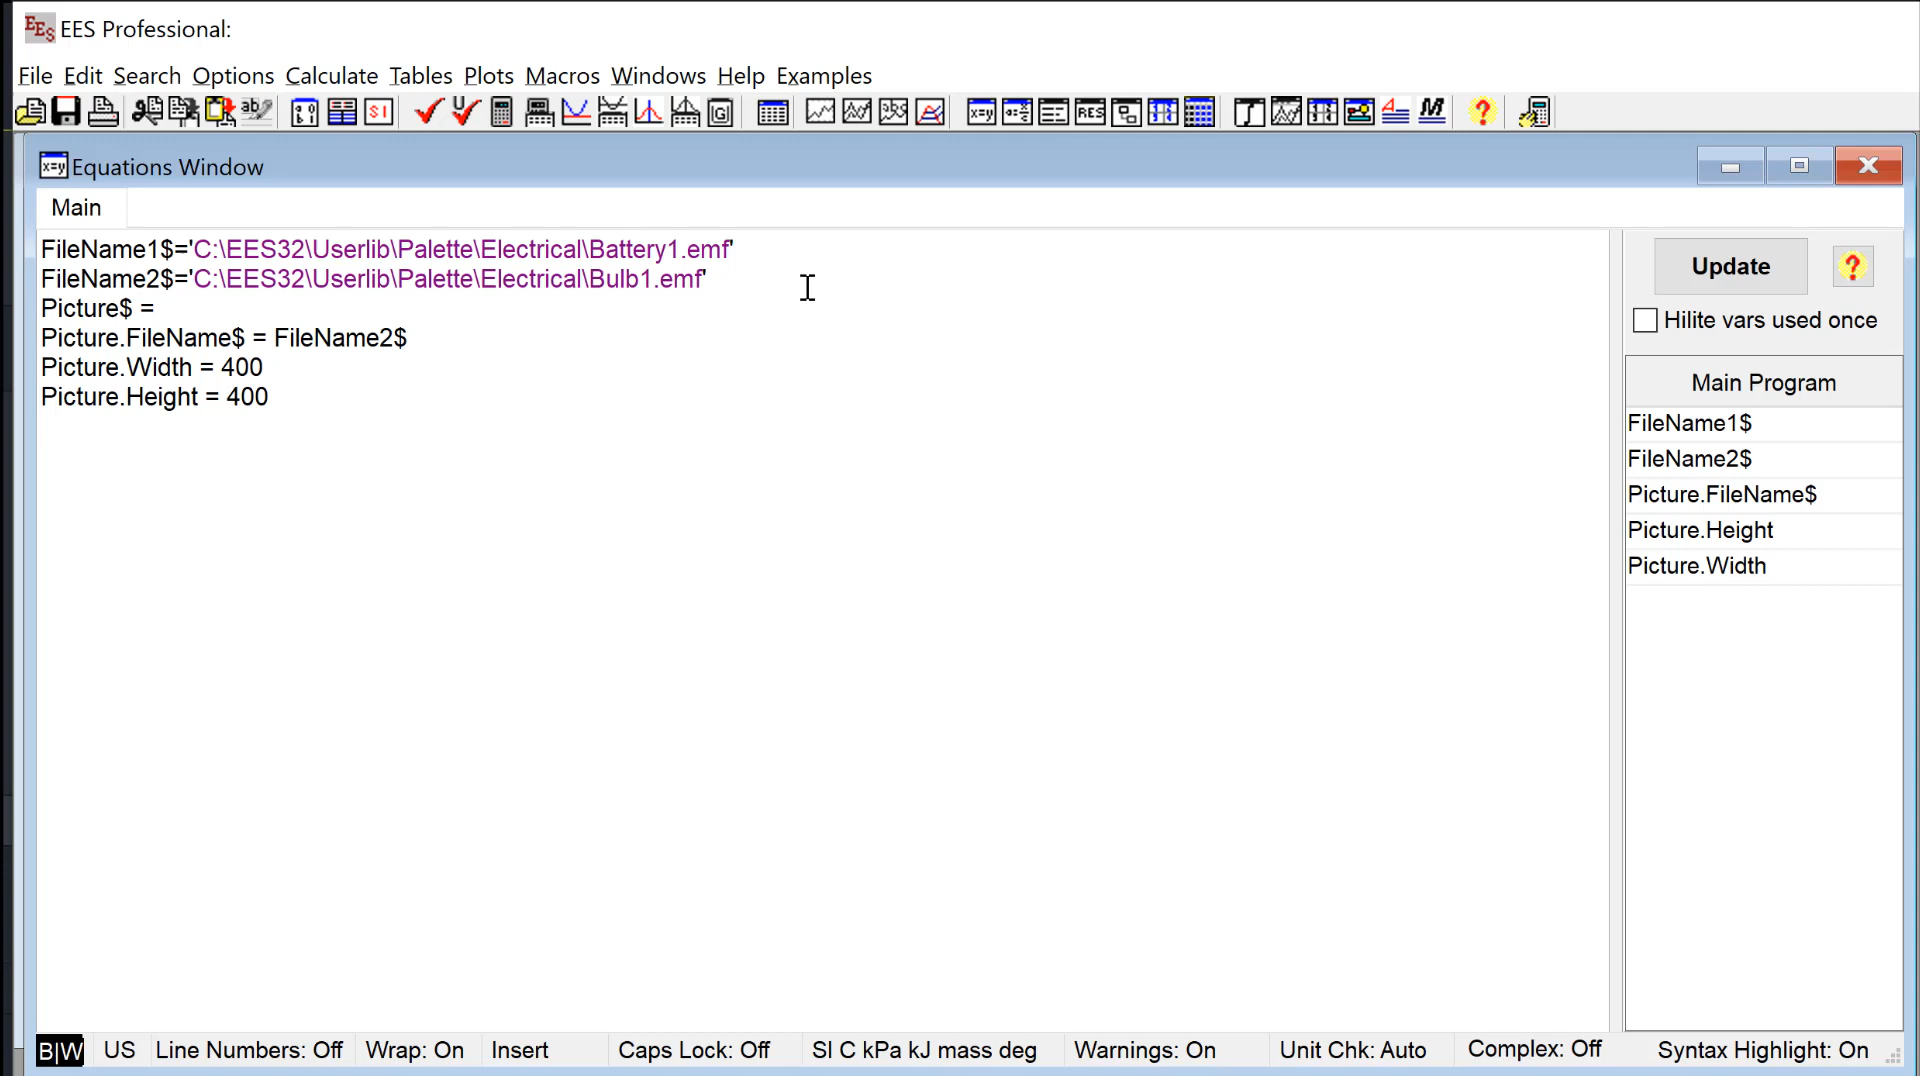 EES Professional:
File Edit Search Options Calculate Tables Plots Macros Windows Help Examples
Equations Window
Main
FileName1$='C:\EES32\Userlib\Palette\Electrical\Battery1.emf'
FileName2$='C:\EES32\Userlib\Palette\Electrical\Bulb1.emf'
Picture$ =
Picture.FileName$ = FileName2$
Picture.Width = 400
Picture.Height = 400
Update
Hilite vars used once
Main Program
FileName1$
FileName2$
Picture.FileName$
Picture.Height
Picture.Width
B|W US Line Numbers: Off Wrap: On Insert Caps Lock: Off SI C kPa kJ mass deg Warnings: On Unit Chk: Auto Complex: Off Syntax Highlight: On